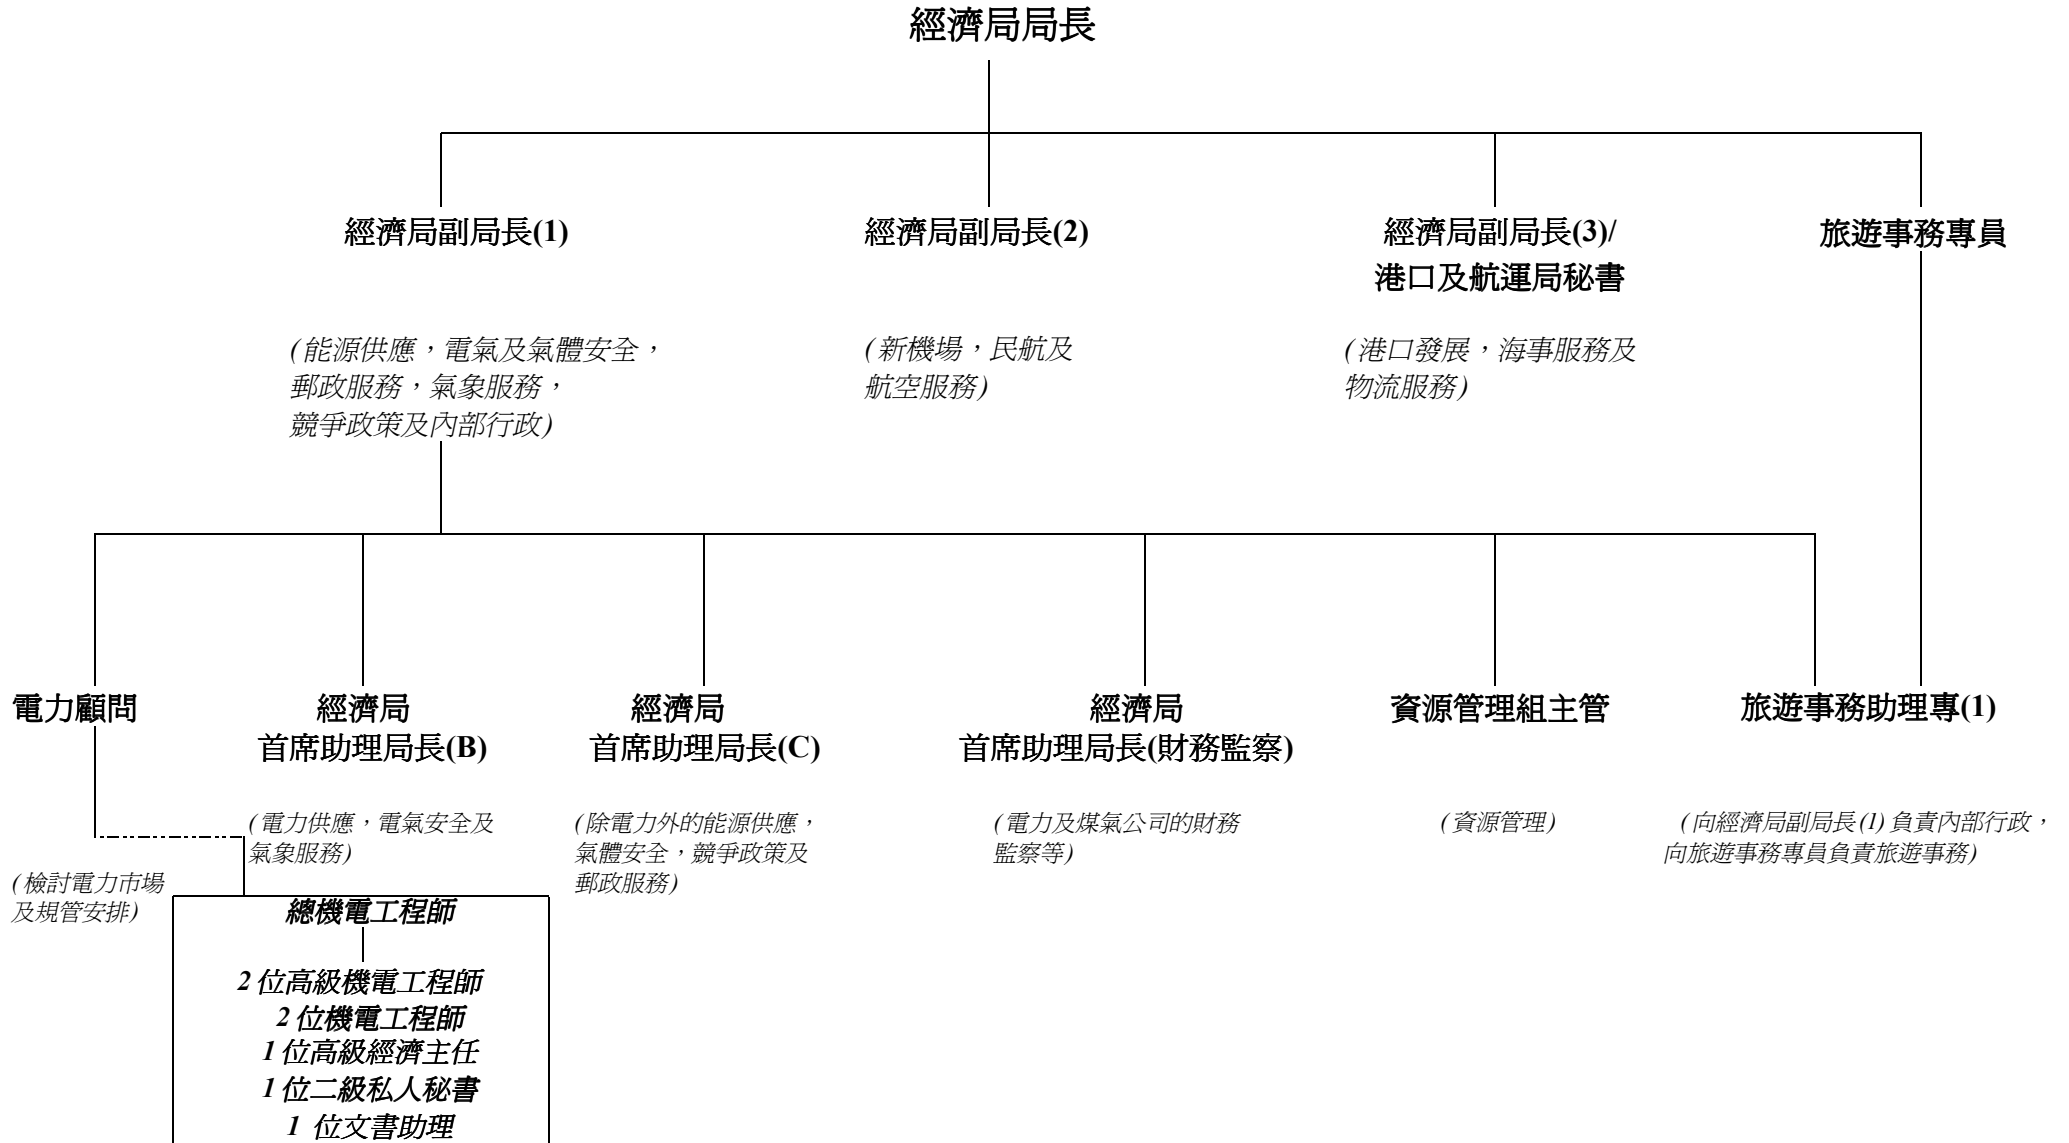 經濟局局長
經濟局副局長(1)
經濟局副局長(2)
經濟局副局長(3)/
港口及航運局秘書
旅遊事務專員
(能源供應，電氣及氣體安全，
郵政服務，氣象服務，
競爭政策及內部行政)
(新機場，民航及
航空服務)
(港口發展，海事服務及
物流服務)
電力顧問
經濟局
首席助理局長(B)
經濟局
首席助理局長(C)
經濟局
首席助理局長(財務監察)
資源管理組主管
旅遊事務助理專(1)
(檢討電力市場
及規管安排)
(電力供應，電氣安全及
氣象服務)
(除電力外的能源供應，
氣體安全，競爭政策及
郵政服務)
(電力及煤氣公司的財務
監察等)
(資源管理)
(向經濟局副局長(1)負責內部行政，
向旅遊事務專員負責旅遊事務)
總機電工程師
2位高級機電工程師
2位機電工程師
1位高級經濟主任
1位二級私人秘書
1 位文書助理